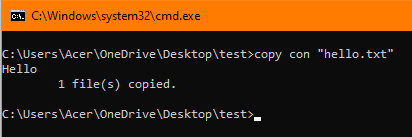 C:\Windows\system32\cmd.exe
C:\Users\Acer\OneDrive\Desktop\test>copy con "hello.txt"
Hello
        1 file(s) copied.
C:\Users\Acer\OneDrive\Desktop\test>